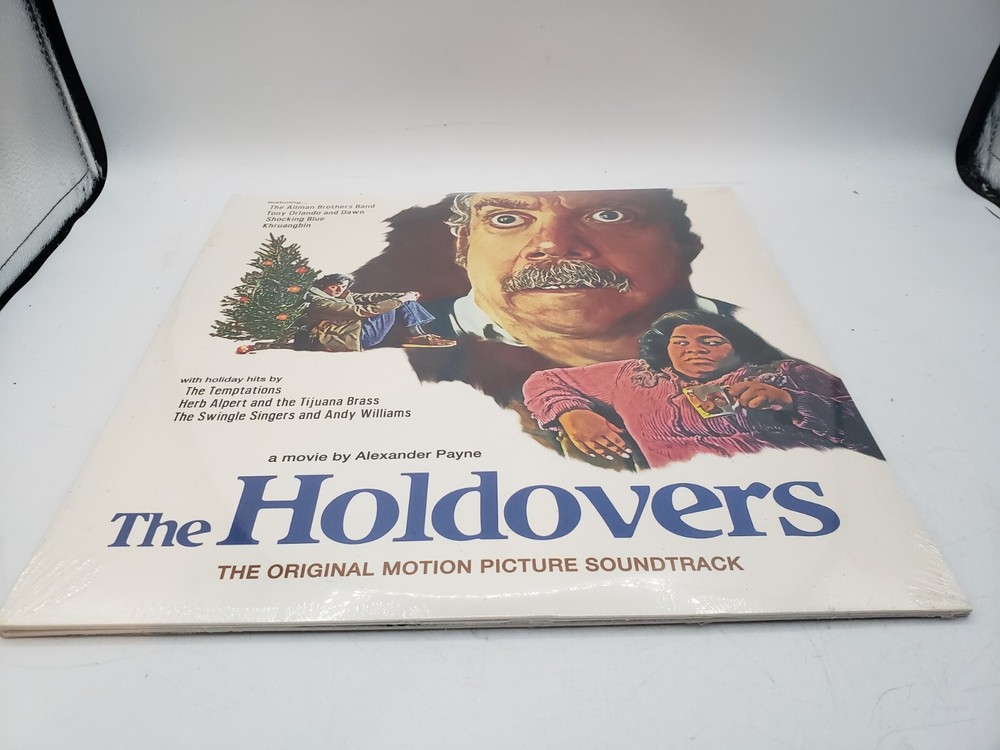 featuring...
The Allman Brothers Band
Tony Orlando and Dawn
Shocking Blue
Khruangbin
with holiday hits by
The Temptations
Herb Alpert and the Tijuana Brass
The Swingle Singers and Andy Williams
a movie by Alexander Payne
The Holdovers
THE ORIGINAL MOTION PICTURE SOUNDTRACK